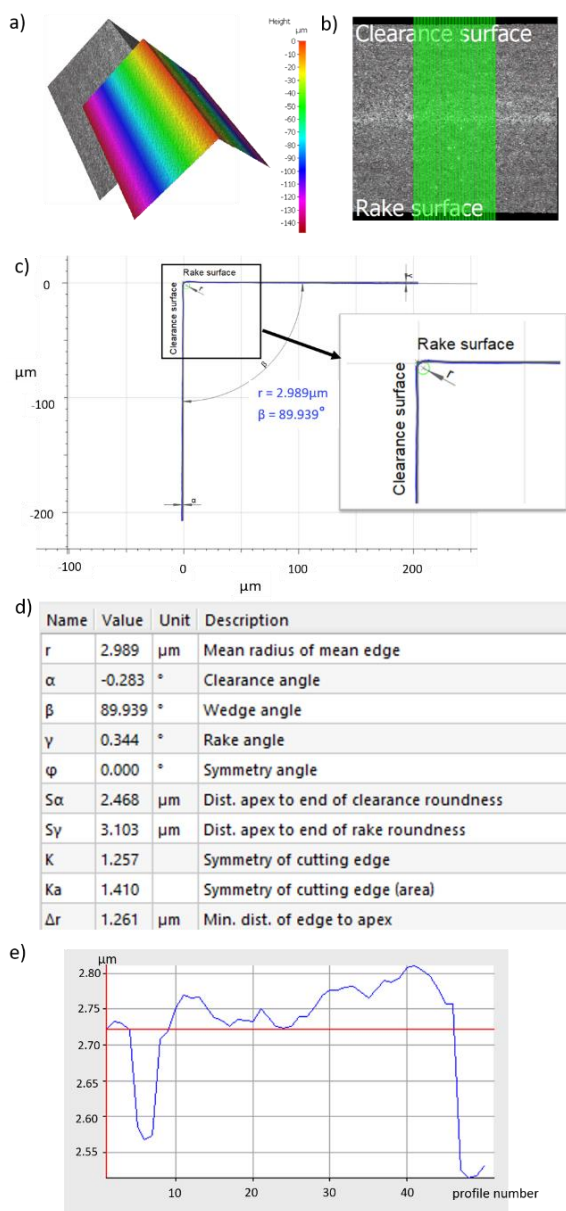 a)
Height
μm
0
-10
-20
-30
-40
-50
-60
-70
-80
-90
-100
-110
-120
-130
-140
b)
Clearance surface
Rake surface
c)
Rake surface
Clearance surface
r
β
α
r = 2.989μm
β = 89.939°
0
-100
-200
μm
-100
0
100
200
μm
Rake surface
Clearance surface
r
d)
Name Value Unit Description
r 2.989 μm Mean radius of mean edge
α -0.283 ° Clearance angle
β 89.939 ° Wedge angle
γ 0.344 ° Rake angle
φ 0.000 ° Symmetry angle
Sα 2.468 μm Dist. apex to end of clearance roundness
Sγ 3.103 μm Dist. apex to end of rake roundness
K 1.257 Symmetry of cutting edge
Ka 1.410 Symmetry of cutting edge (area)
Δr 1.261 μm Min. dist. of edge to apex
e)
μm
2.80
2.75
2.70
2.65
2.60
2.55
10 20 30 40 profile number